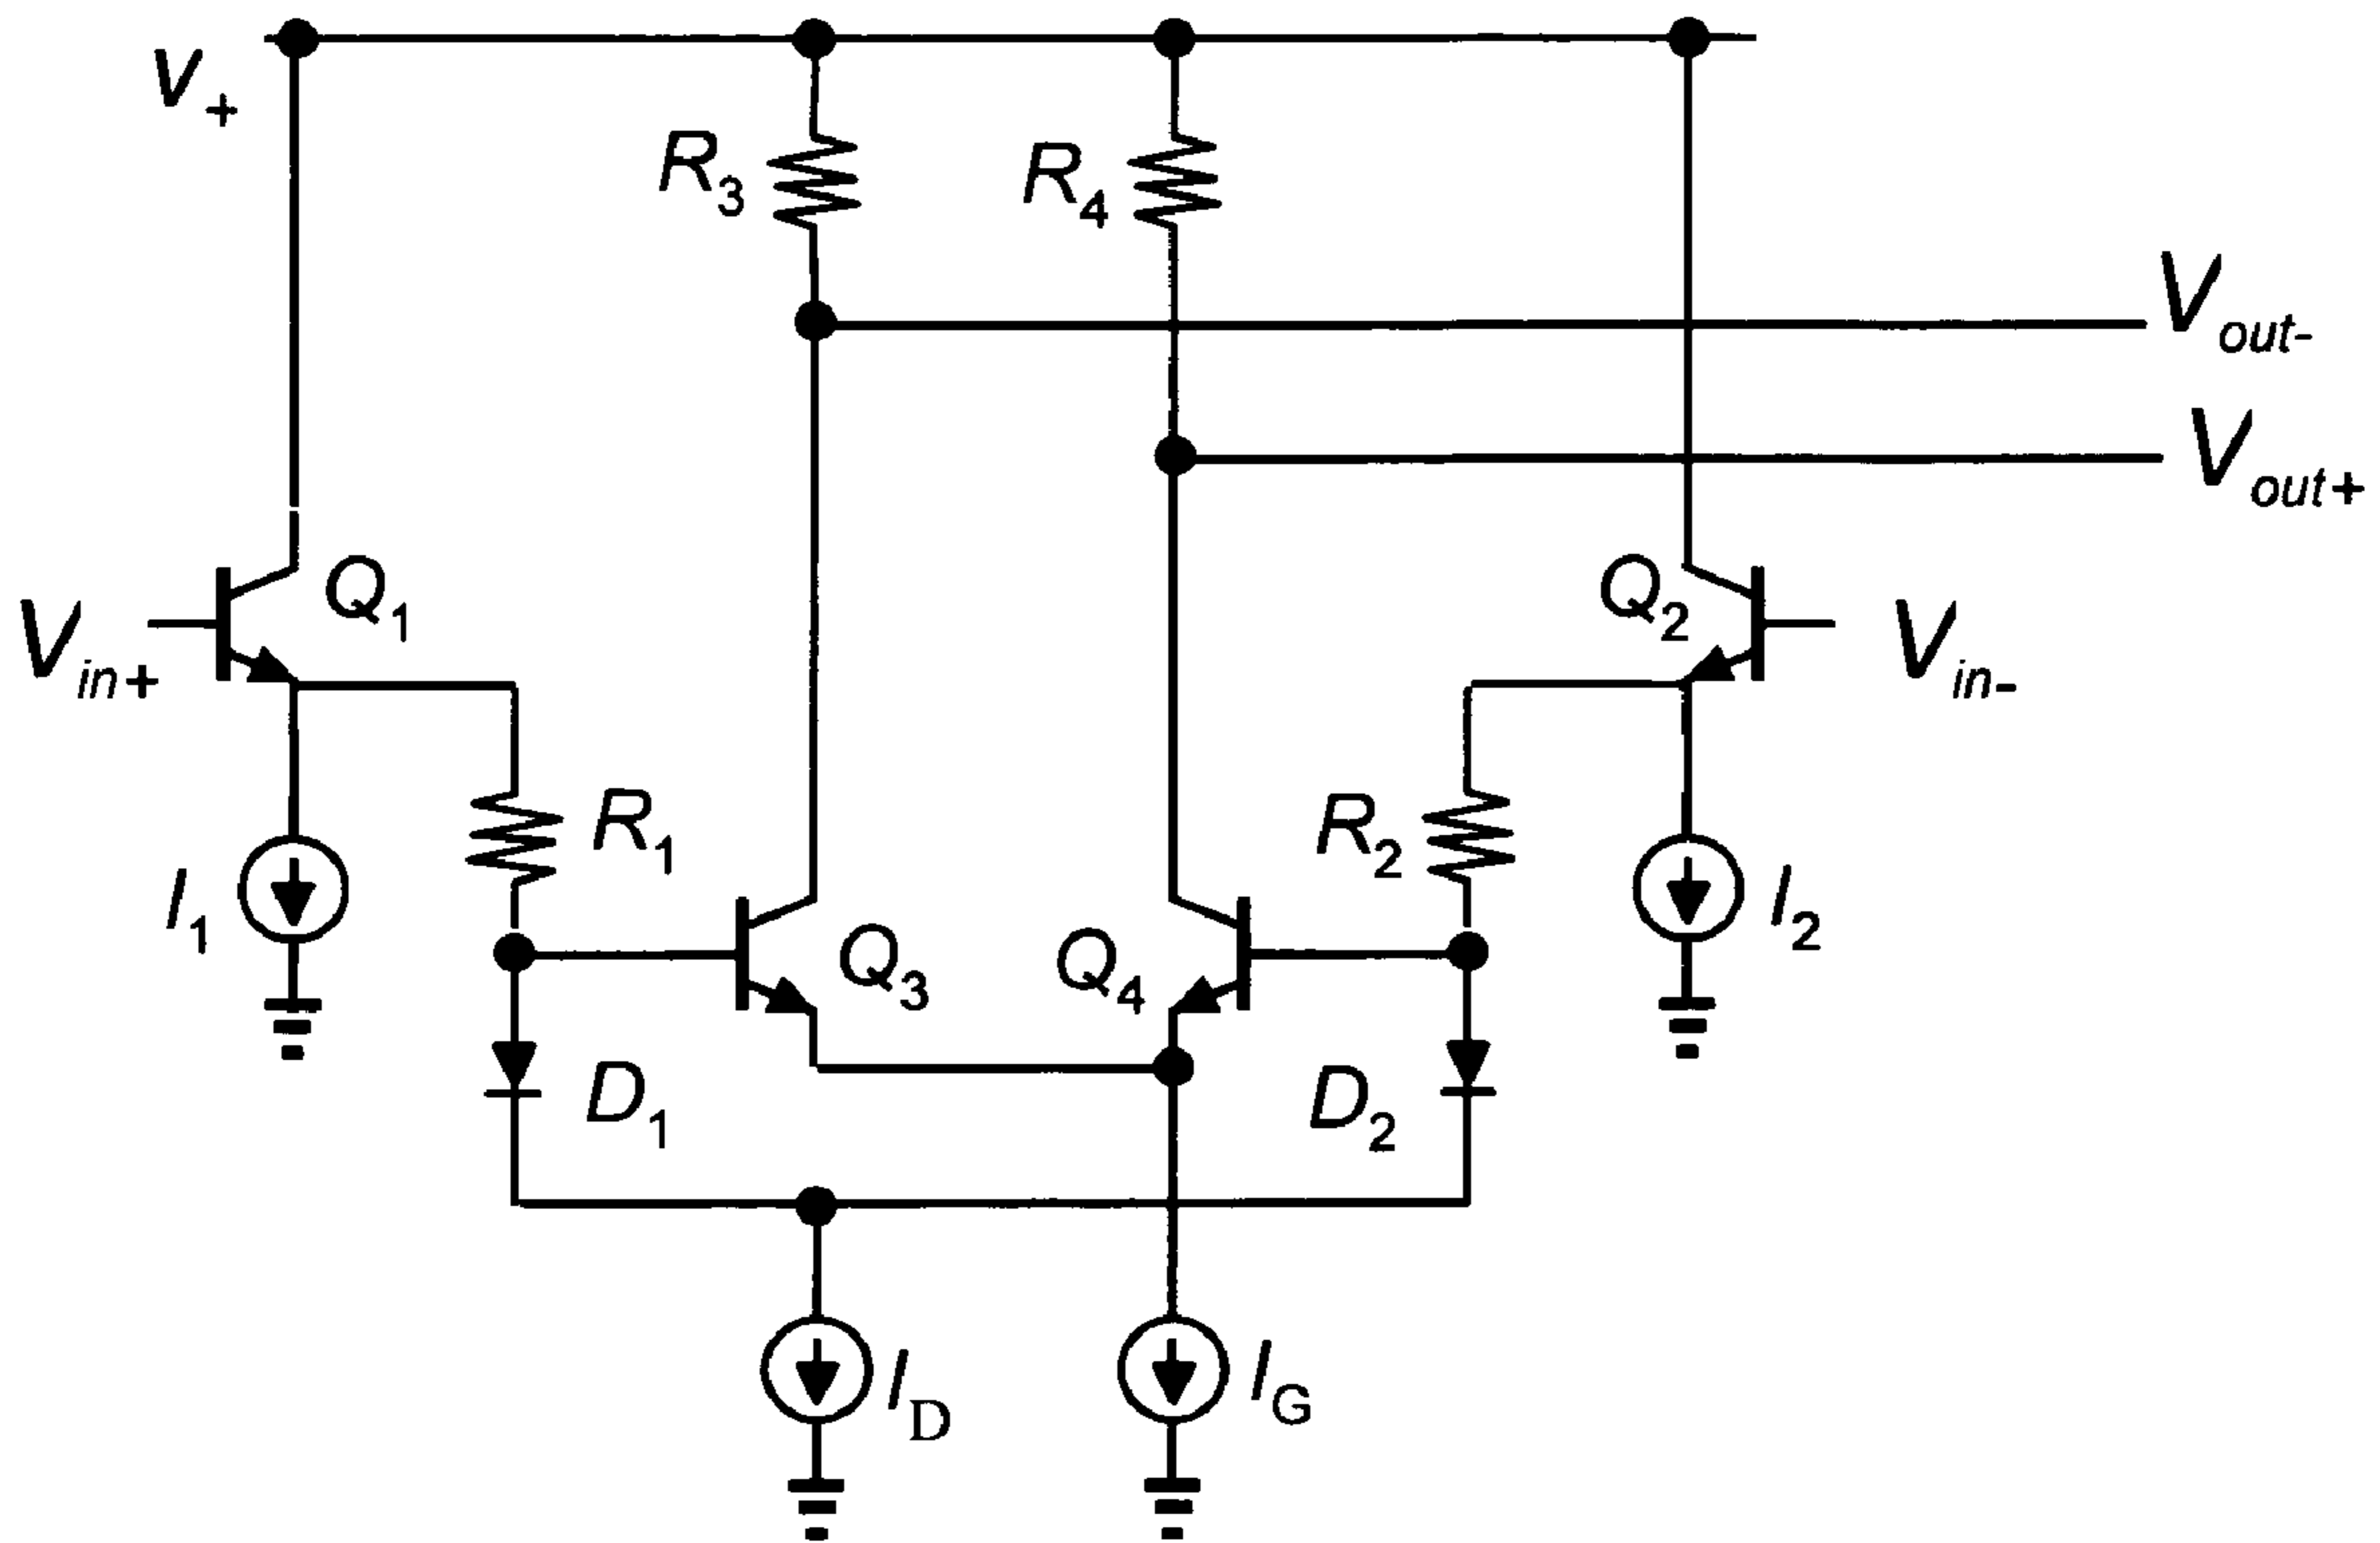 V+
R3
R4
Vout-
Vout+
Q1
Q2
Vin+
Vin-
R1
R2
I1
Q3
Q4
I2
D1
D2
ID
IG